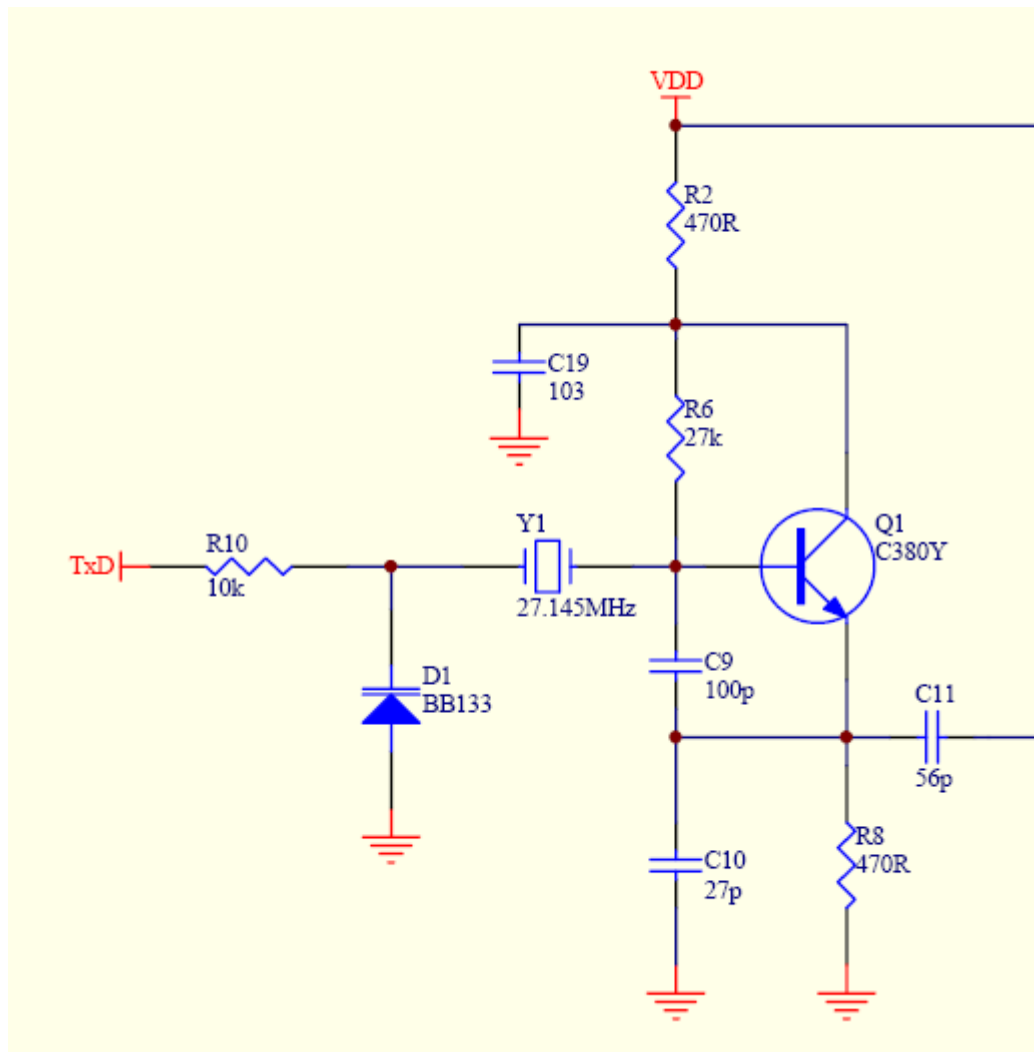 VDD
R2
470R
C19
103
R6
27k
Y1
27.145MHz
Q1
C380Y
TxD
R10
10k
D1
BB133
C9
100p
C11
56p
C10
27p
R8
470R